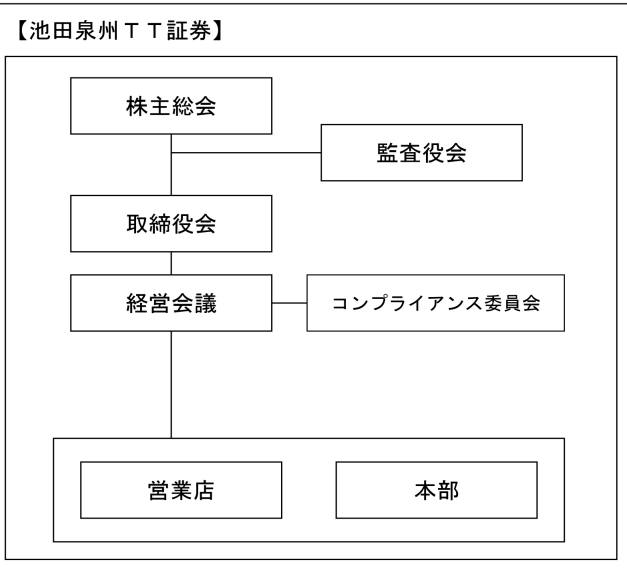 【池田泉州ＴＴ証券】
株主総会
監査役会
取締役会
経営会議
コンプライアンス委員会
営業店
本部